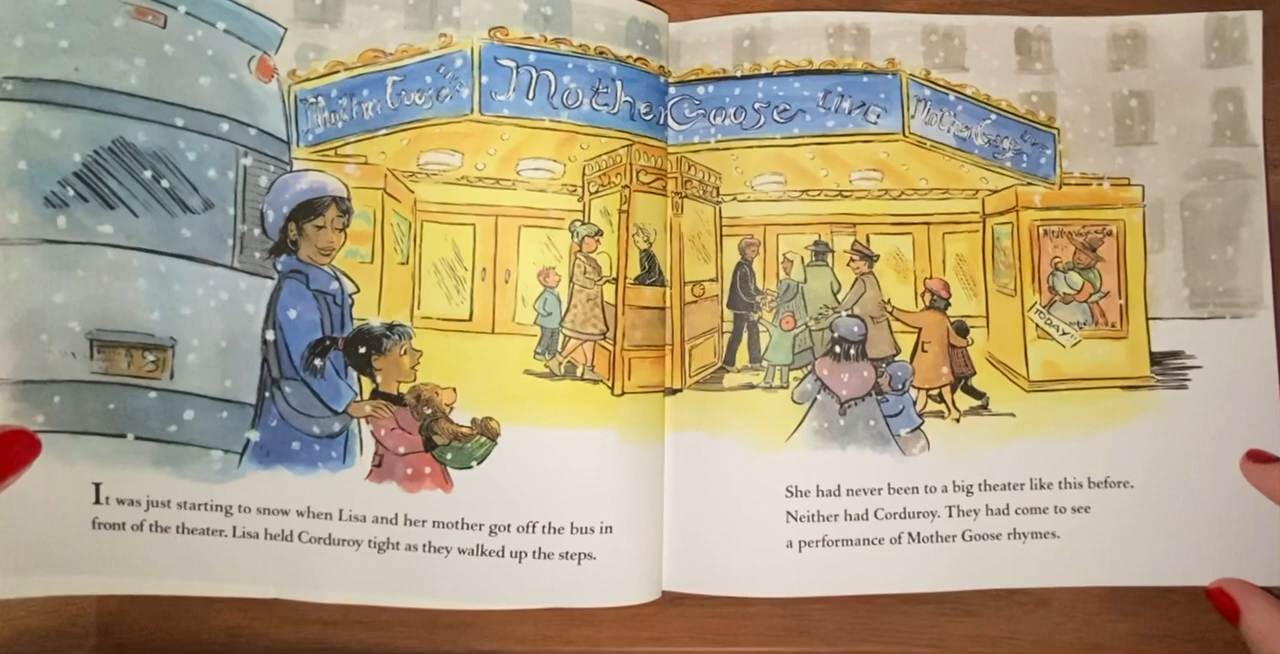 Mother Goose LIVE
Mother Goose LIVE
Mother Goose LIVE
TODAY!!
It was just starting to snow when Lisa and her mother got off the bus in
front of the theater. Lisa held Corduroy tight as they walked up the steps.
She had never been to a big theater like this before.
Neither had Corduroy. They had come to see
a performance of Mother Goose rhymes.